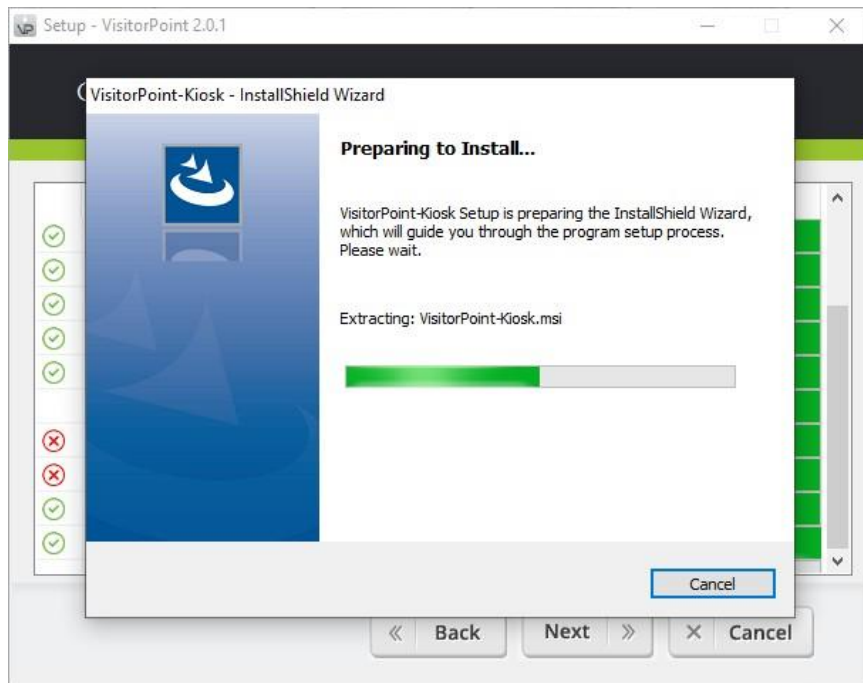 VP Setup - VisitorPoint 2.0.1
VisitorPoint-Kiosk - InstallShield Wizard
Preparing to Install...
VisitorPoint-Kiosk Setup is preparing the InstallShield Wizard,
which will guide you through the program setup process.
Please wait.
Extracting: VisitorPoint-Kiosk.msi
Cancel
Back
Next
Cancel